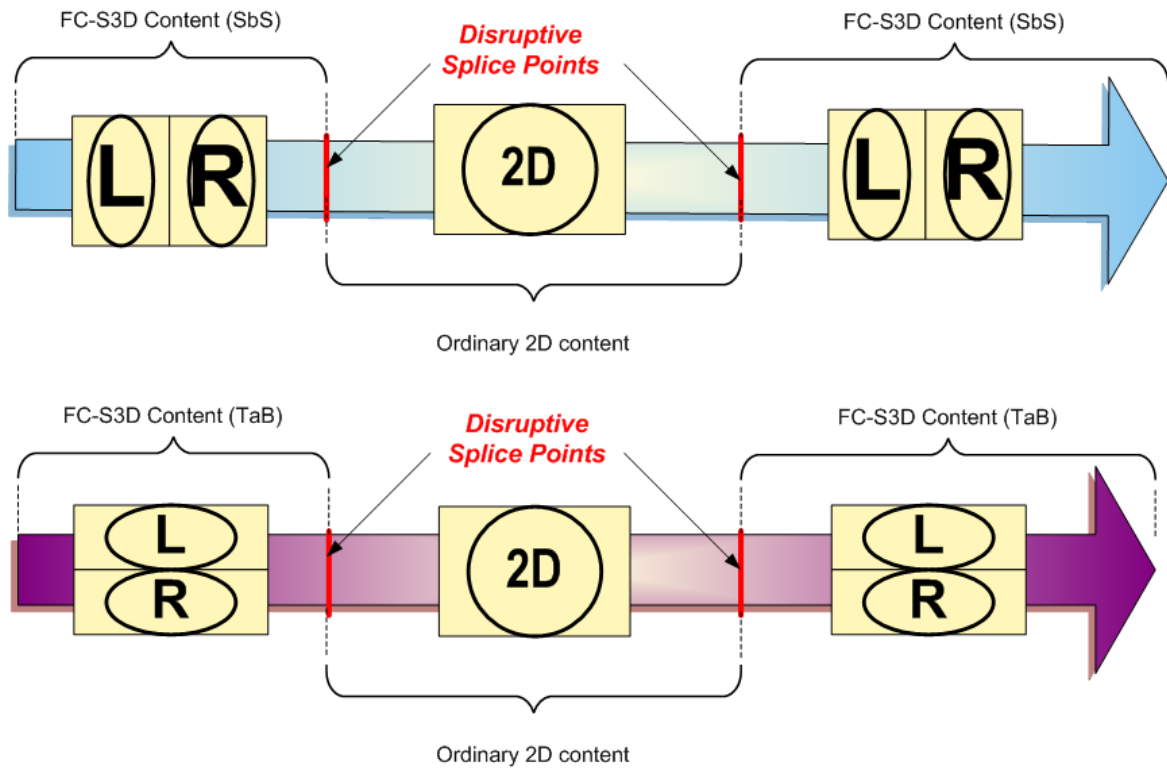 FC-S3D Content (SbS)
FC-S3D Content (SbS)
Disruptive
Splice Points
L
R
2D
L
R
Ordinary 2D content
FC-S3D Content (TaB)
FC-S3D Content (TaB)
Disruptive
Splice Points
L
R
2D
L
R
Ordinary 2D content